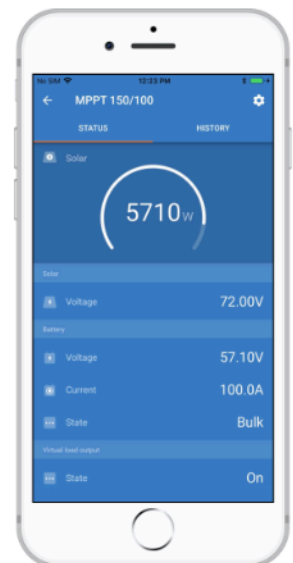 No SIM 12:23 PM
MPPT 150/100
STATUS HISTORY
Solar
5710W
Solar
Voltage 72.00V
Battery
Voltage 57.10V
Current 100.0A
State Bulk
Virtual load output
State On